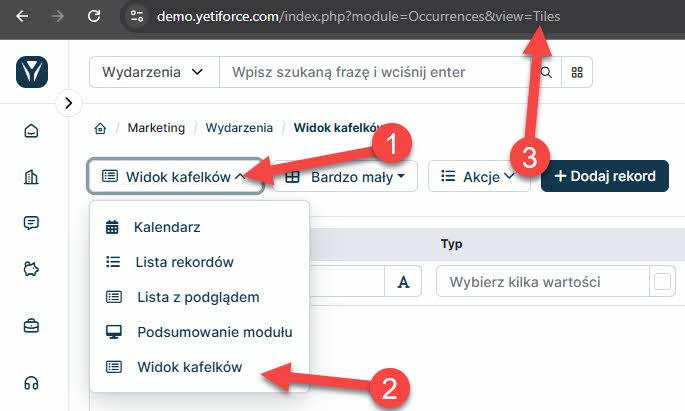 demo.yetiforce.com/index.php?module=Occurrences&view=Tiles
3
Wydarzenia
Wpisz szukaną frazę i wciśnij enter
/ Marketing / Wydarzenia / Widok kafelków
1
Widok kafelków
Bardzo mały
Akcje
+ Dodaj rekord
Kalendarz
Lista rekordów
Lista z podglądem
Podsumowanie modułu
Widok kafelków
2
Typ
A
Wybierz kilka wartości